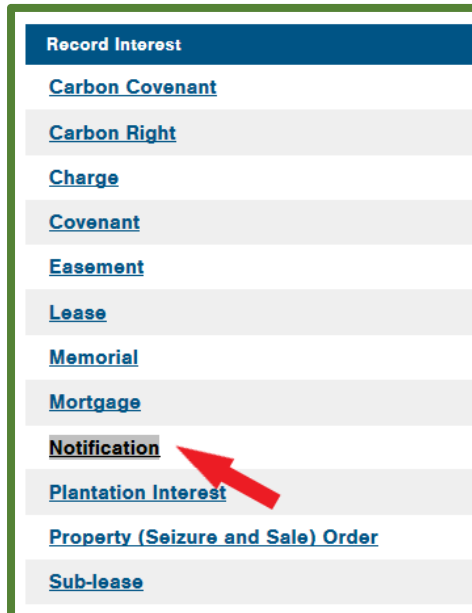 Record Interest
Carbon Covenant
Carbon Right
Charge
Covenant
Easement
Lease
Memorial
Mortgage
Notification
Plantation Interest
Property (Seizure and Sale) Order
Sub-lease